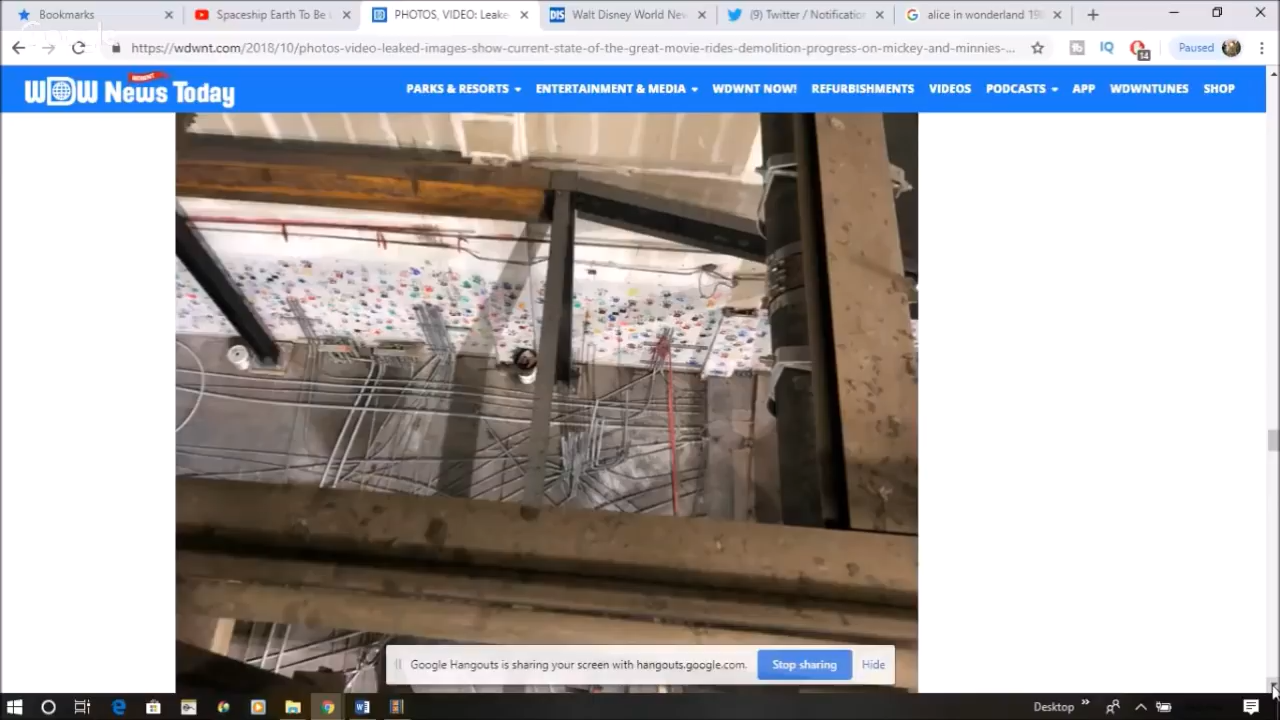 Bookmarks
Spaceship Earth To Be
PHOTOS, VIDEO: Leake
Walt Disney World New
(9) Twitter / Notification
alice in wonderland 19
https://wdwnt.com/2018/10/photos-video-leaked-images-show-current-state-of-the-great-movie-rides-demolition-progress-on-mickey-and-minnies-...
IQ
14
Paused
WDW News Today
PARKS & RESORTS
ENTERTAINMENT & MEDIA
WDWNT NOW!
REFURBISHMENTS
VIDEOS
PODCASTS
APP
WDWNTUNES
SHOP
Google Hangouts is sharing your screen with hangouts.google.com.
Stop sharing
Hide
Desktop